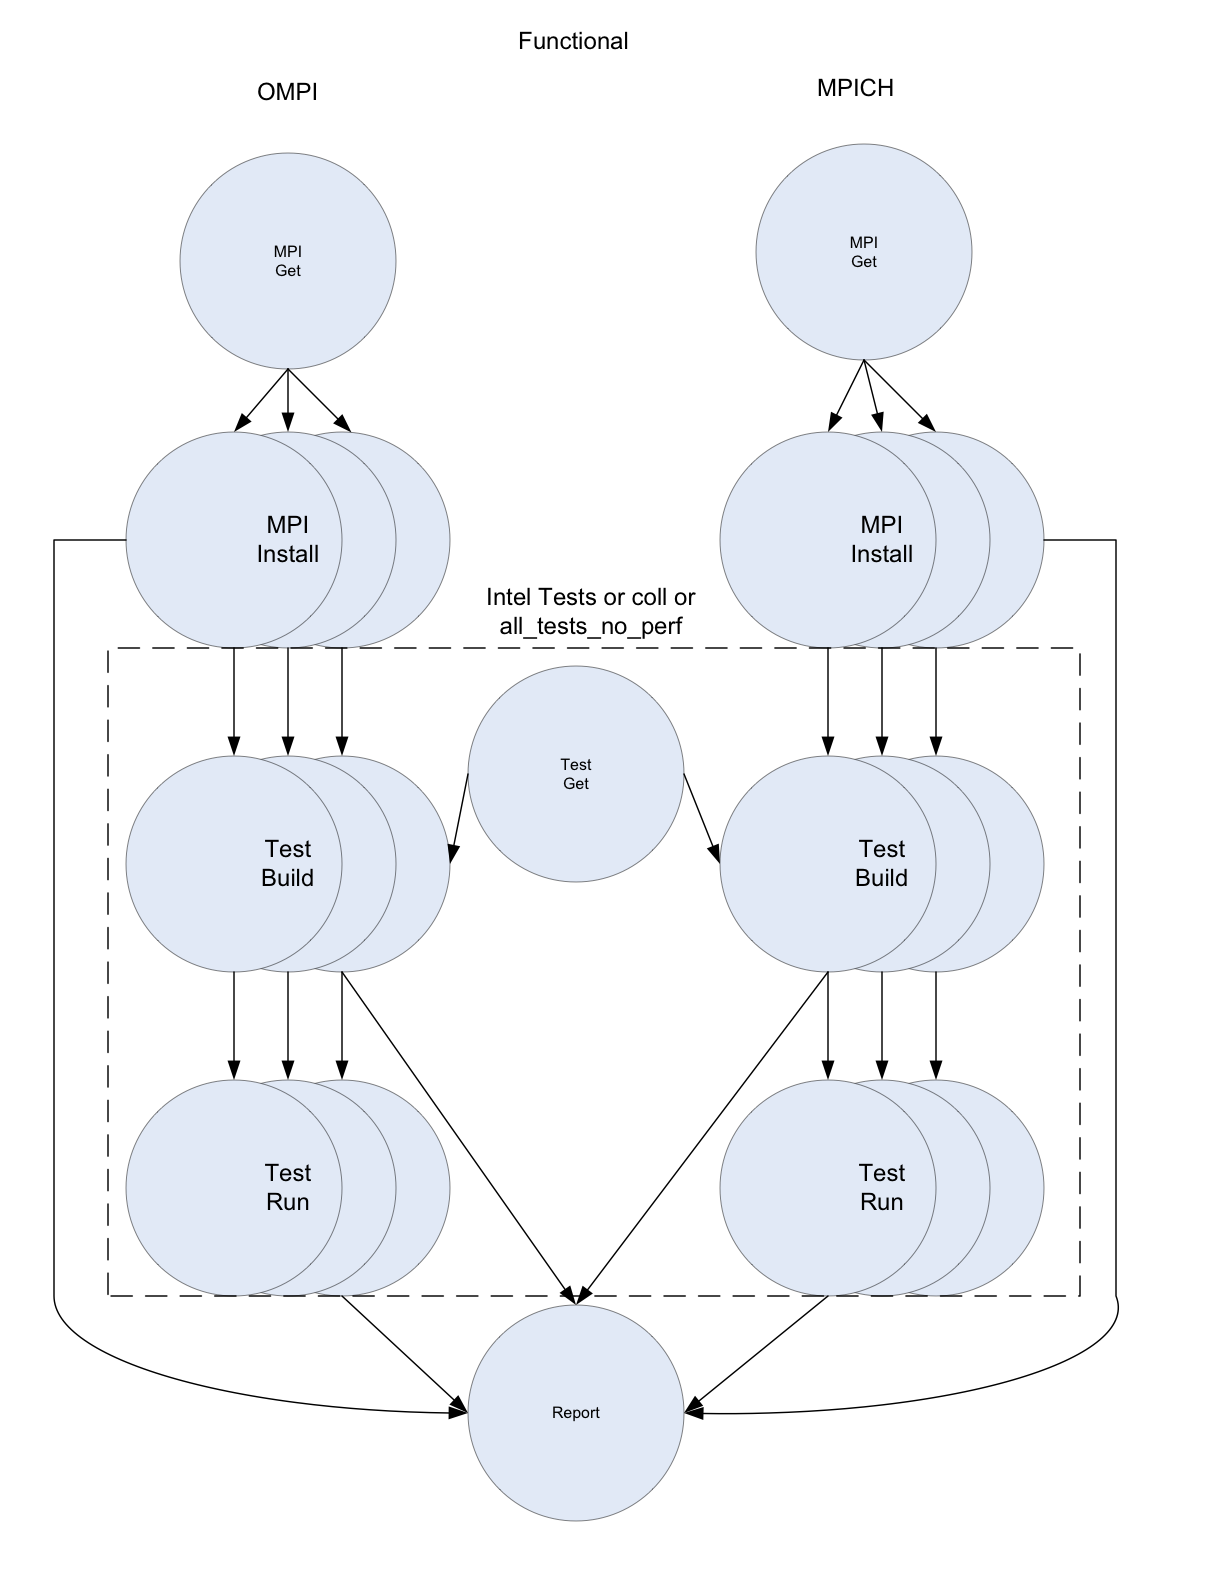 Functional
OMPI
MPICH
MPI
Get
MPI
Get
MPI
Install
MPI
Install
Intel Tests or coll or
all_tests_no_perf
Test
Get
Test
Build
Test
Build
Test
Run
Test
Run
Report